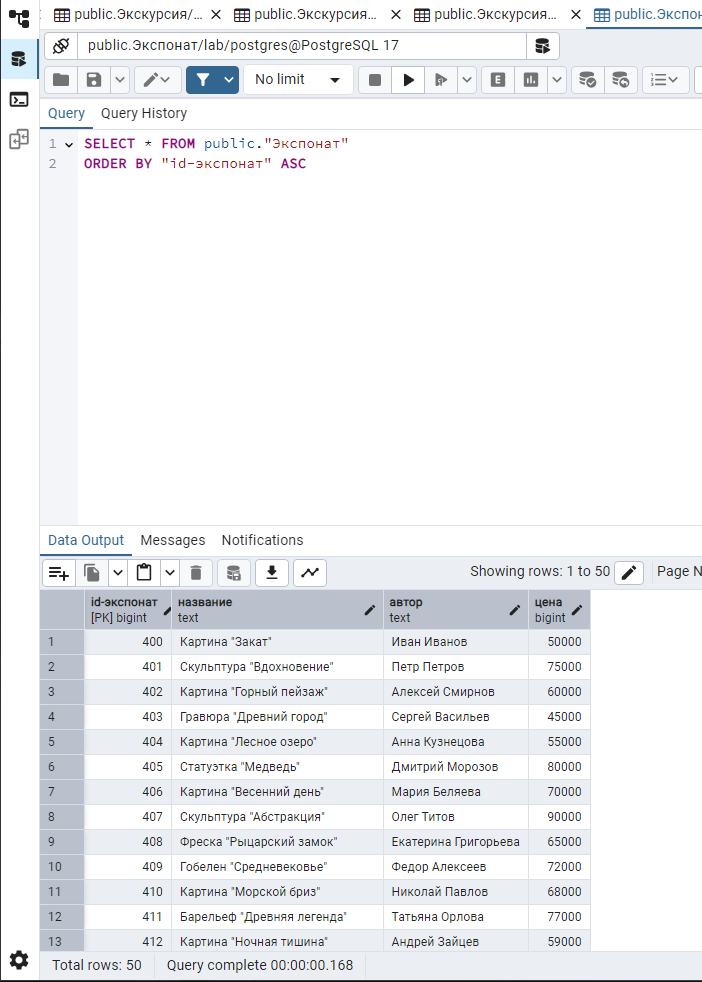 public.Экскурсия/... public.Экскурсия... public.Экскурсия... public.Экспон
public.Экспонат/lab/postgres@PostgreSQL 17
No limit
E
Query Query History
1 SELECT * FROM public."Экспонат"
2 ORDER BY "id-экспонат" ASC
Data Output Messages Notifications
Showing rows: 1 to 50 Page N
id-экспонат название автор цена
[PK] bigint text text bigint
1 400 Картина "Закат" Иван Иванов 50000
2 401 Скульптура "Вдохновение" Петр Петров 75000
3 402 Картина "Горный пейзаж" Алексей Смирнов 60000
4 403 Гравюра "Древний город" Сергей Васильев 45000
5 404 Картина "Лесное озеро" Анна Кузнецова 55000
6 405 Статуэтка "Медведь" Дмитрий Морозов 80000
7 406 Картина "Весенний день" Мария Беляева 70000
8 407 Скульптура "Абстракция" Олег Титов 90000
9 408 Фреска "Рыцарский замок" Екатерина Григорьева 65000
10 409 Гобелен "Средневековье" Федор Алексеев 72000
11 410 Картина "Морской бриз" Николай Павлов 68000
12 411 Барельеф "Древняя легенда" Татьяна Орлова 77000
13 412 Картина "Ночная тишина" Андрей Зайцев 59000
Total rows: 50 Query complete 00:00:00.168